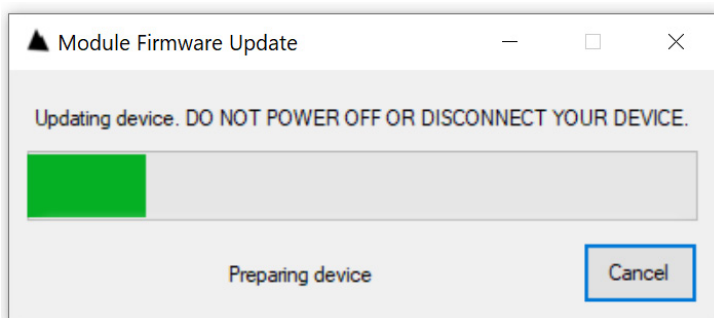 Module Firmware Update
Updating device. DO NOT POWER OFF OR DISCONNECT YOUR DEVICE.
Preparing device
Cancel